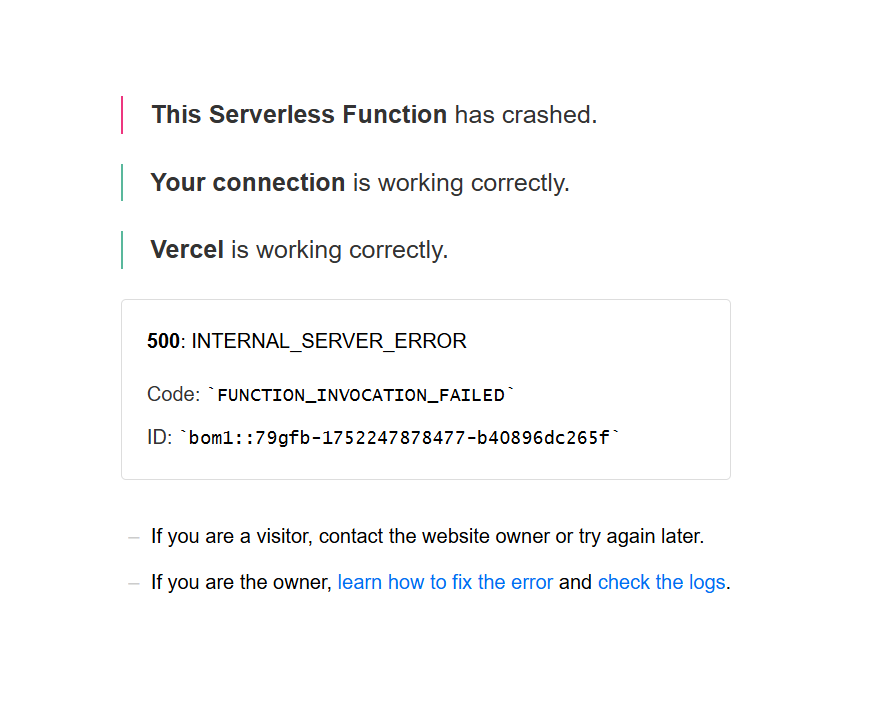 This Serverless Function has crashed.
Your connection is working correctly.
Vercel is working correctly.
500: INTERNAL_SERVER_ERROR
Code: `FUNCTION_INVOCATION_FAILED`
ID: `bom1::79gfb-1752247878477-b40896dc265f`
– If you are a visitor, contact the website owner or try again later.
– If you are the owner, learn how to fix the error and check the logs.